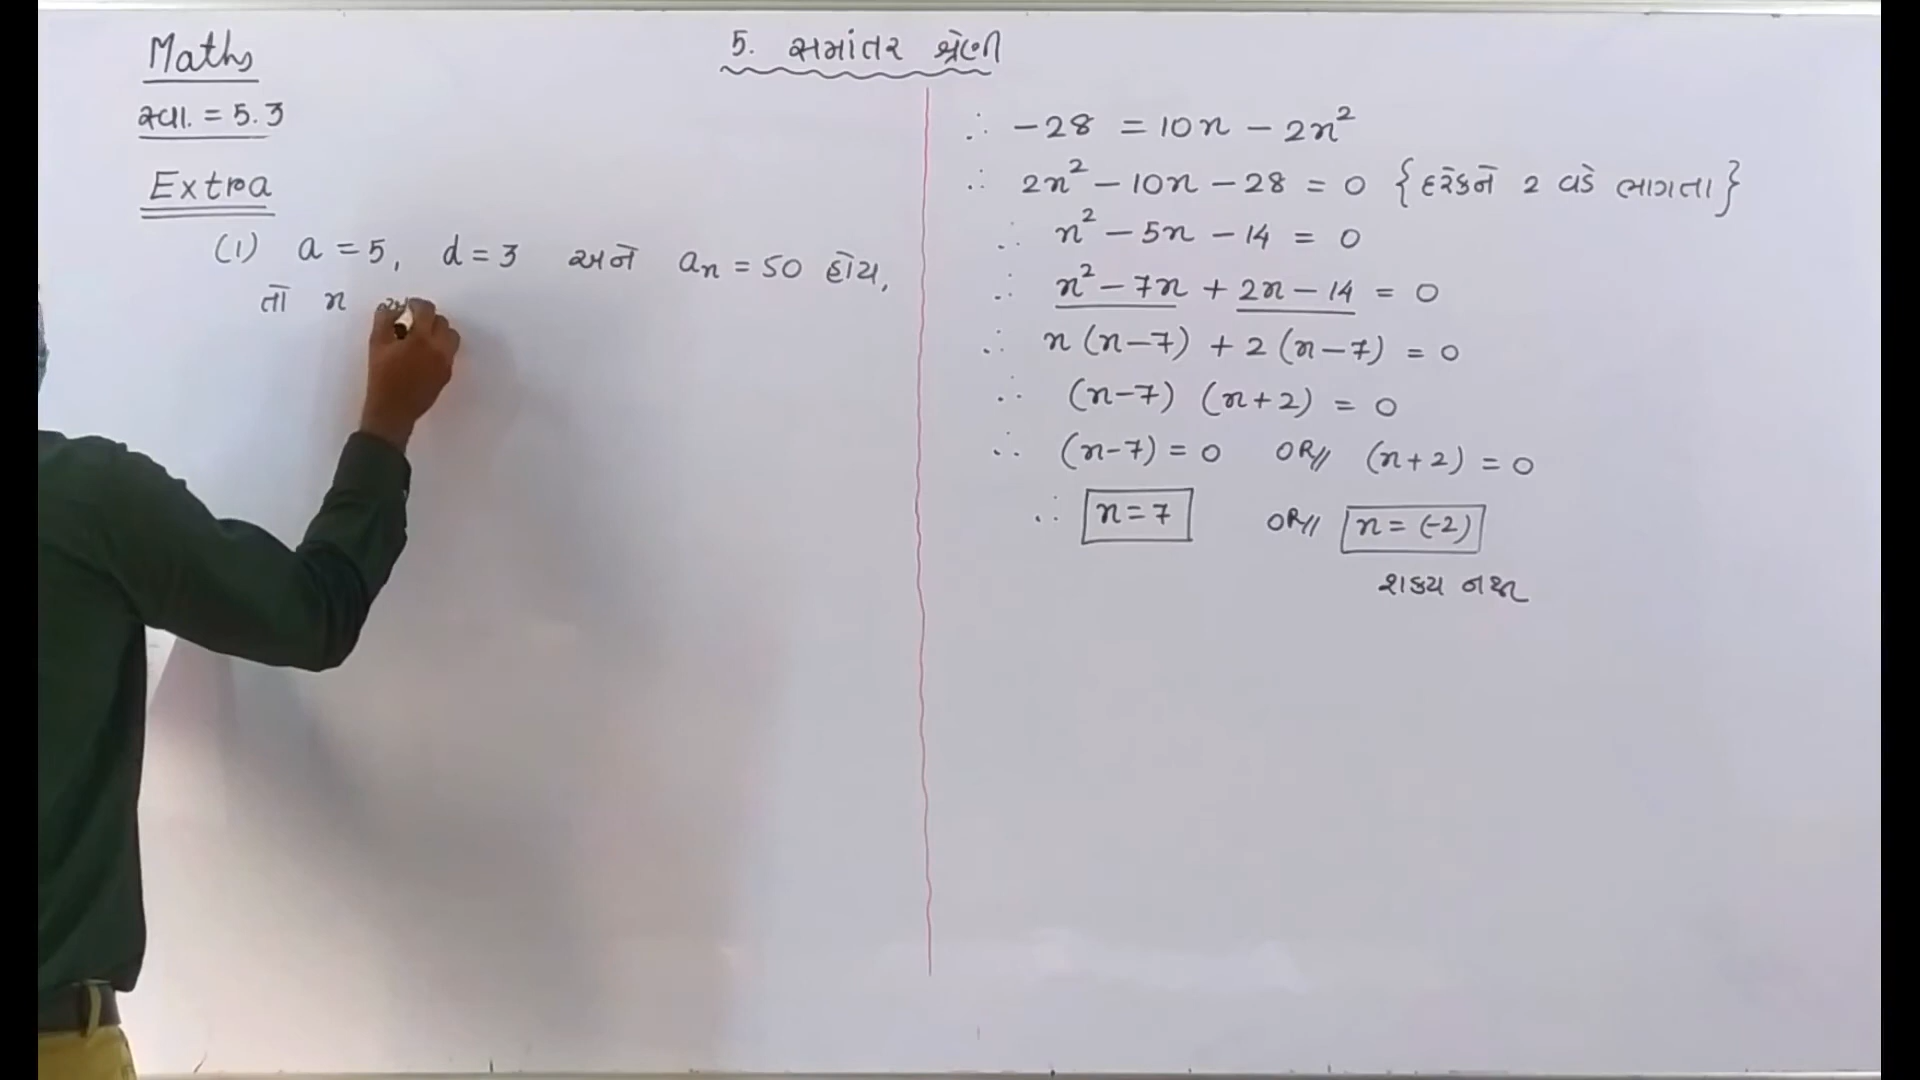 Maths
5. સમાંતર શ્રેણી
સ્વા. = 5.3
Extra
(1) a = 5, d = 3 અને aₙ = 50 હોય,
તો n
∴ -28 = 10n - 2n²
∴ 2n² - 10n - 28 = 0 {દરેકને 2 વડે ભાગતા}
∴ n² - 5n - 14 = 0
∴ n² - 7n + 2n - 14 = 0
∴ n (n-7) + 2 (n-7) = 0
∴ (n-7) (n+2) = 0
∴ (n-7) = 0 OR// (n+2) = 0
∴ n = 7 OR// n = (-2)
શક્ય નથી